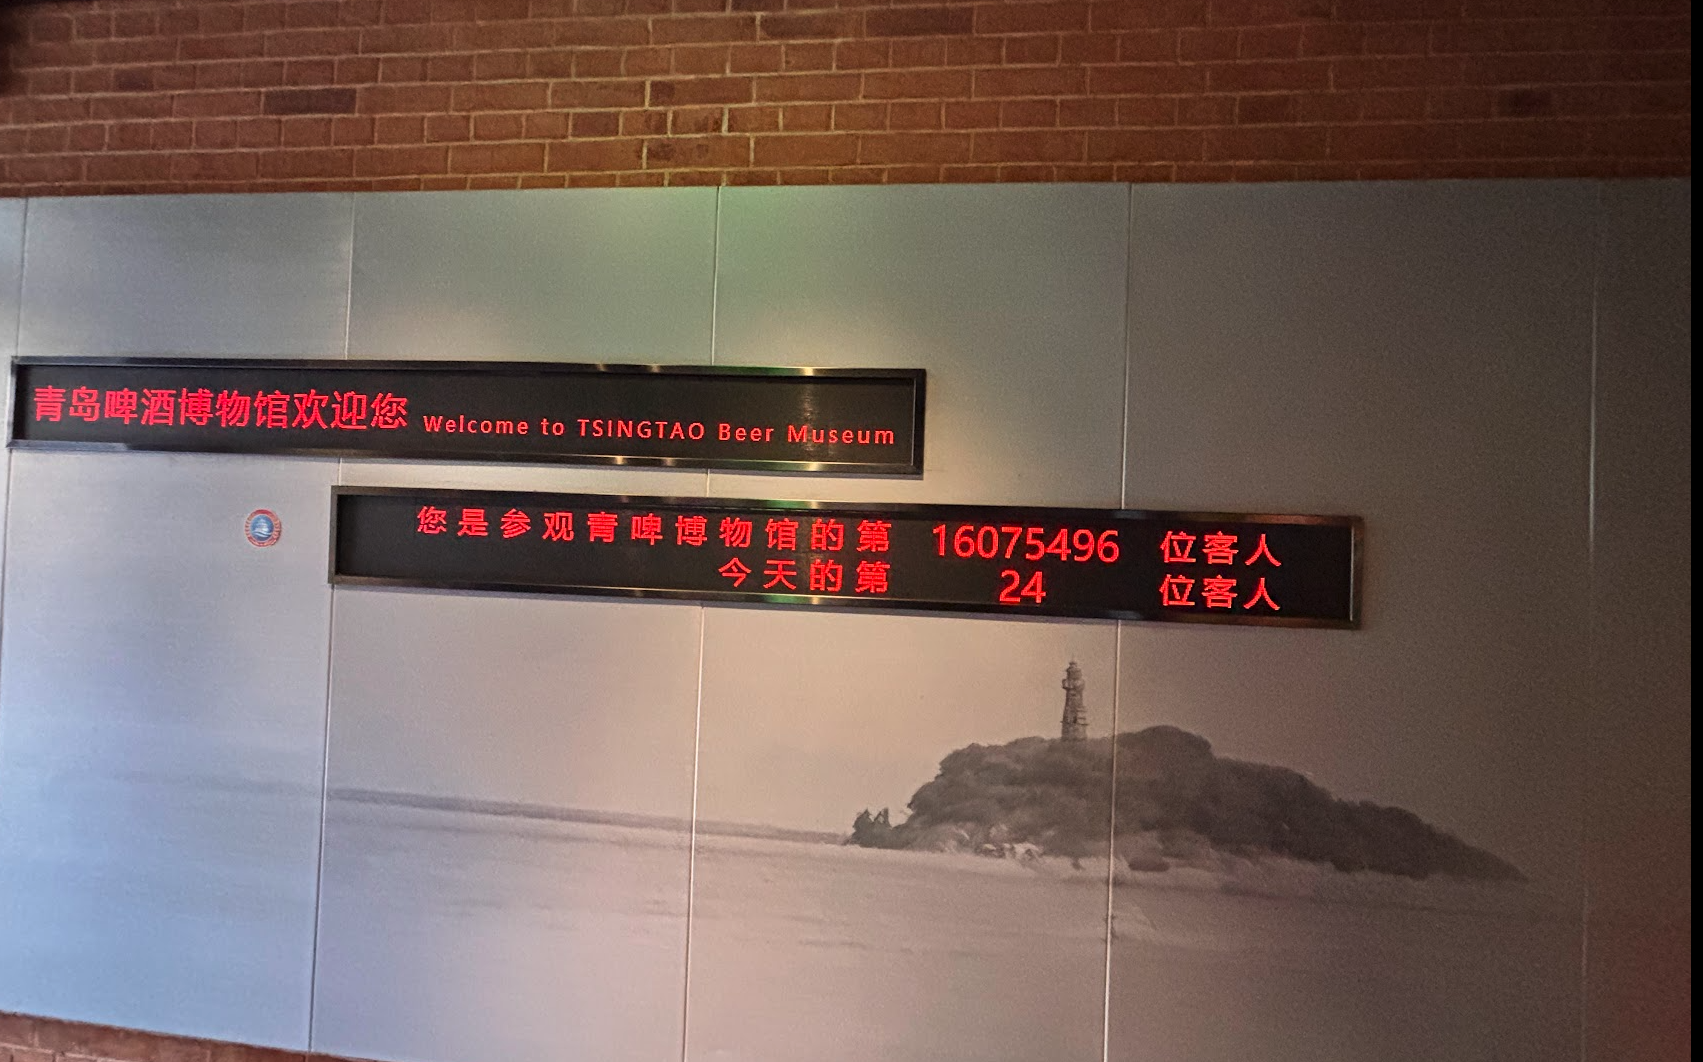 青岛啤酒博物馆欢迎您 Welcome to TSINGTAO Beer Museum
您是参观青啤博物馆的第 16075496 位客人
今天的第 24 位客人